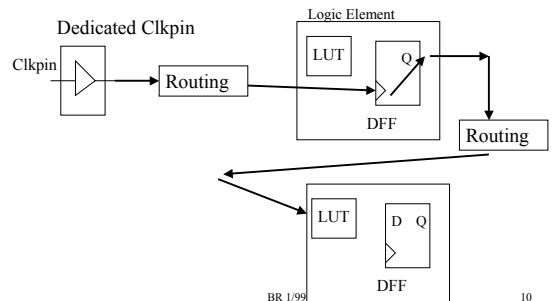 Logic Element
Dedicated Clkpin
Clkpin
LUT
Q
Routing
DFF
Routing
LUT
D Q
DFF
BR 1/99
10